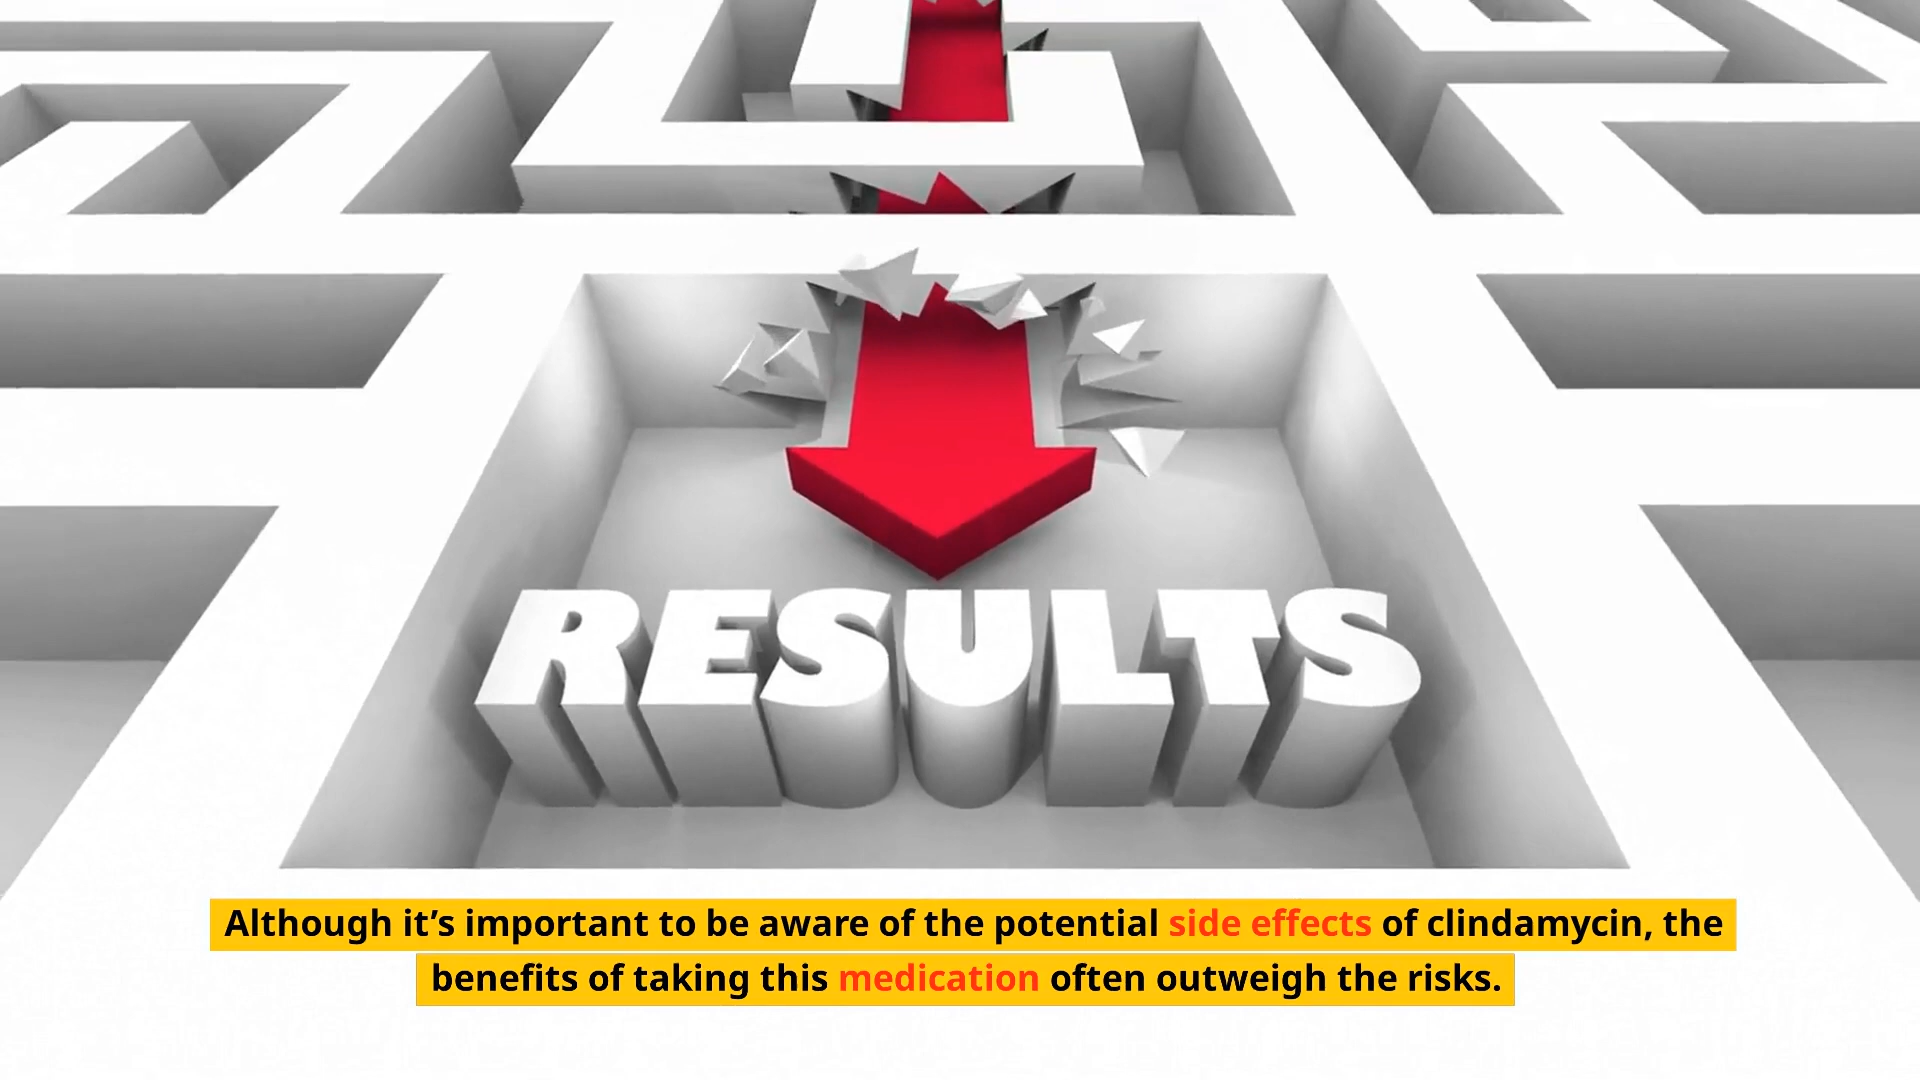 RESULTS
Although it’s important to be aware of the potential side effects of clindamycin, the
benefits of taking this medication often outweigh the risks.